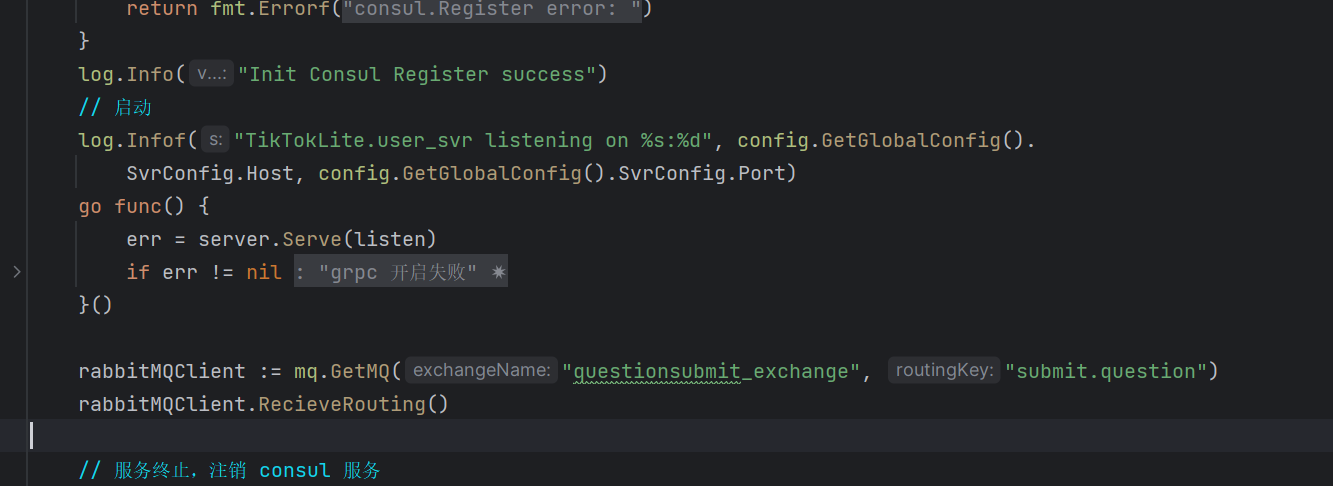 return fmt.Errorf("consul.Register error: ")
}
log.Info( v...: "Init Consul Register success")
// 启动
log.Infof( s: "TikTokLite.user_svr listening on %s:%d", config.GetGlobalConfig().
SvrConfig.Host, config.GetGlobalConfig().SvrConfig.Port)
go func() {
err = server.Serve(listen)
if err != nil : "grpc 开启失败"
}()
rabbitMQClient := mq.GetMQ( exchangeName: "questionsubmit_exchange", routingKey: "submit.question")
rabbitMQClient.RecieveRouting()
// 服务终止，注销 consul 服务